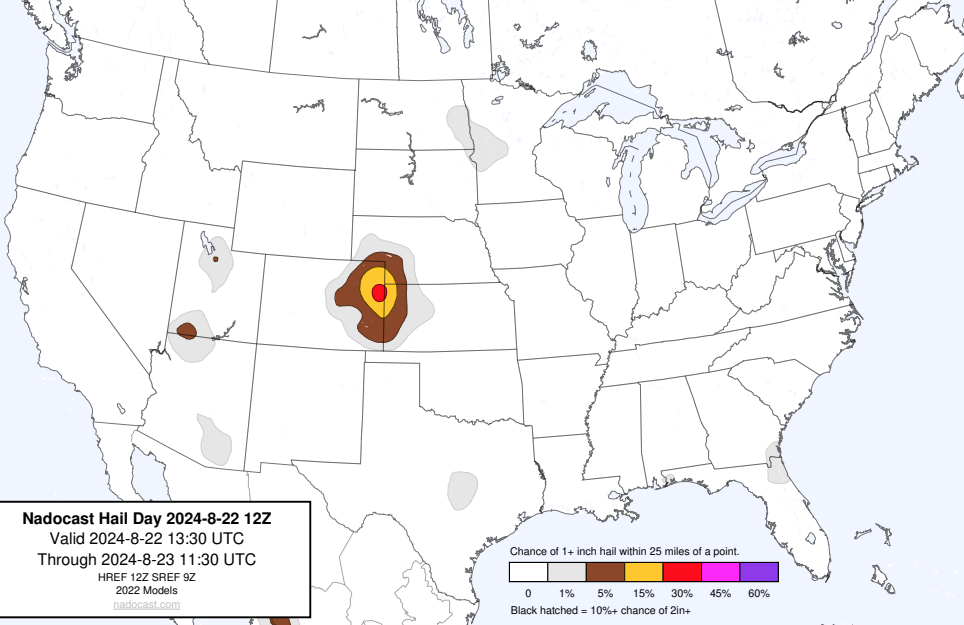 Nadocast Hail Day 2024-8-22 12Z
Valid 2024-8-22 13:30 UTC
Through 2024-8-23 11:30 UTC
HREF 12Z SREF 9Z
2022 Models
nadocast.com
Chance of 1+ inch hail within 25 miles of a point.
0 1% 5% 15% 30% 45% 60%
Black hatched = 10%+ chance of 2in+